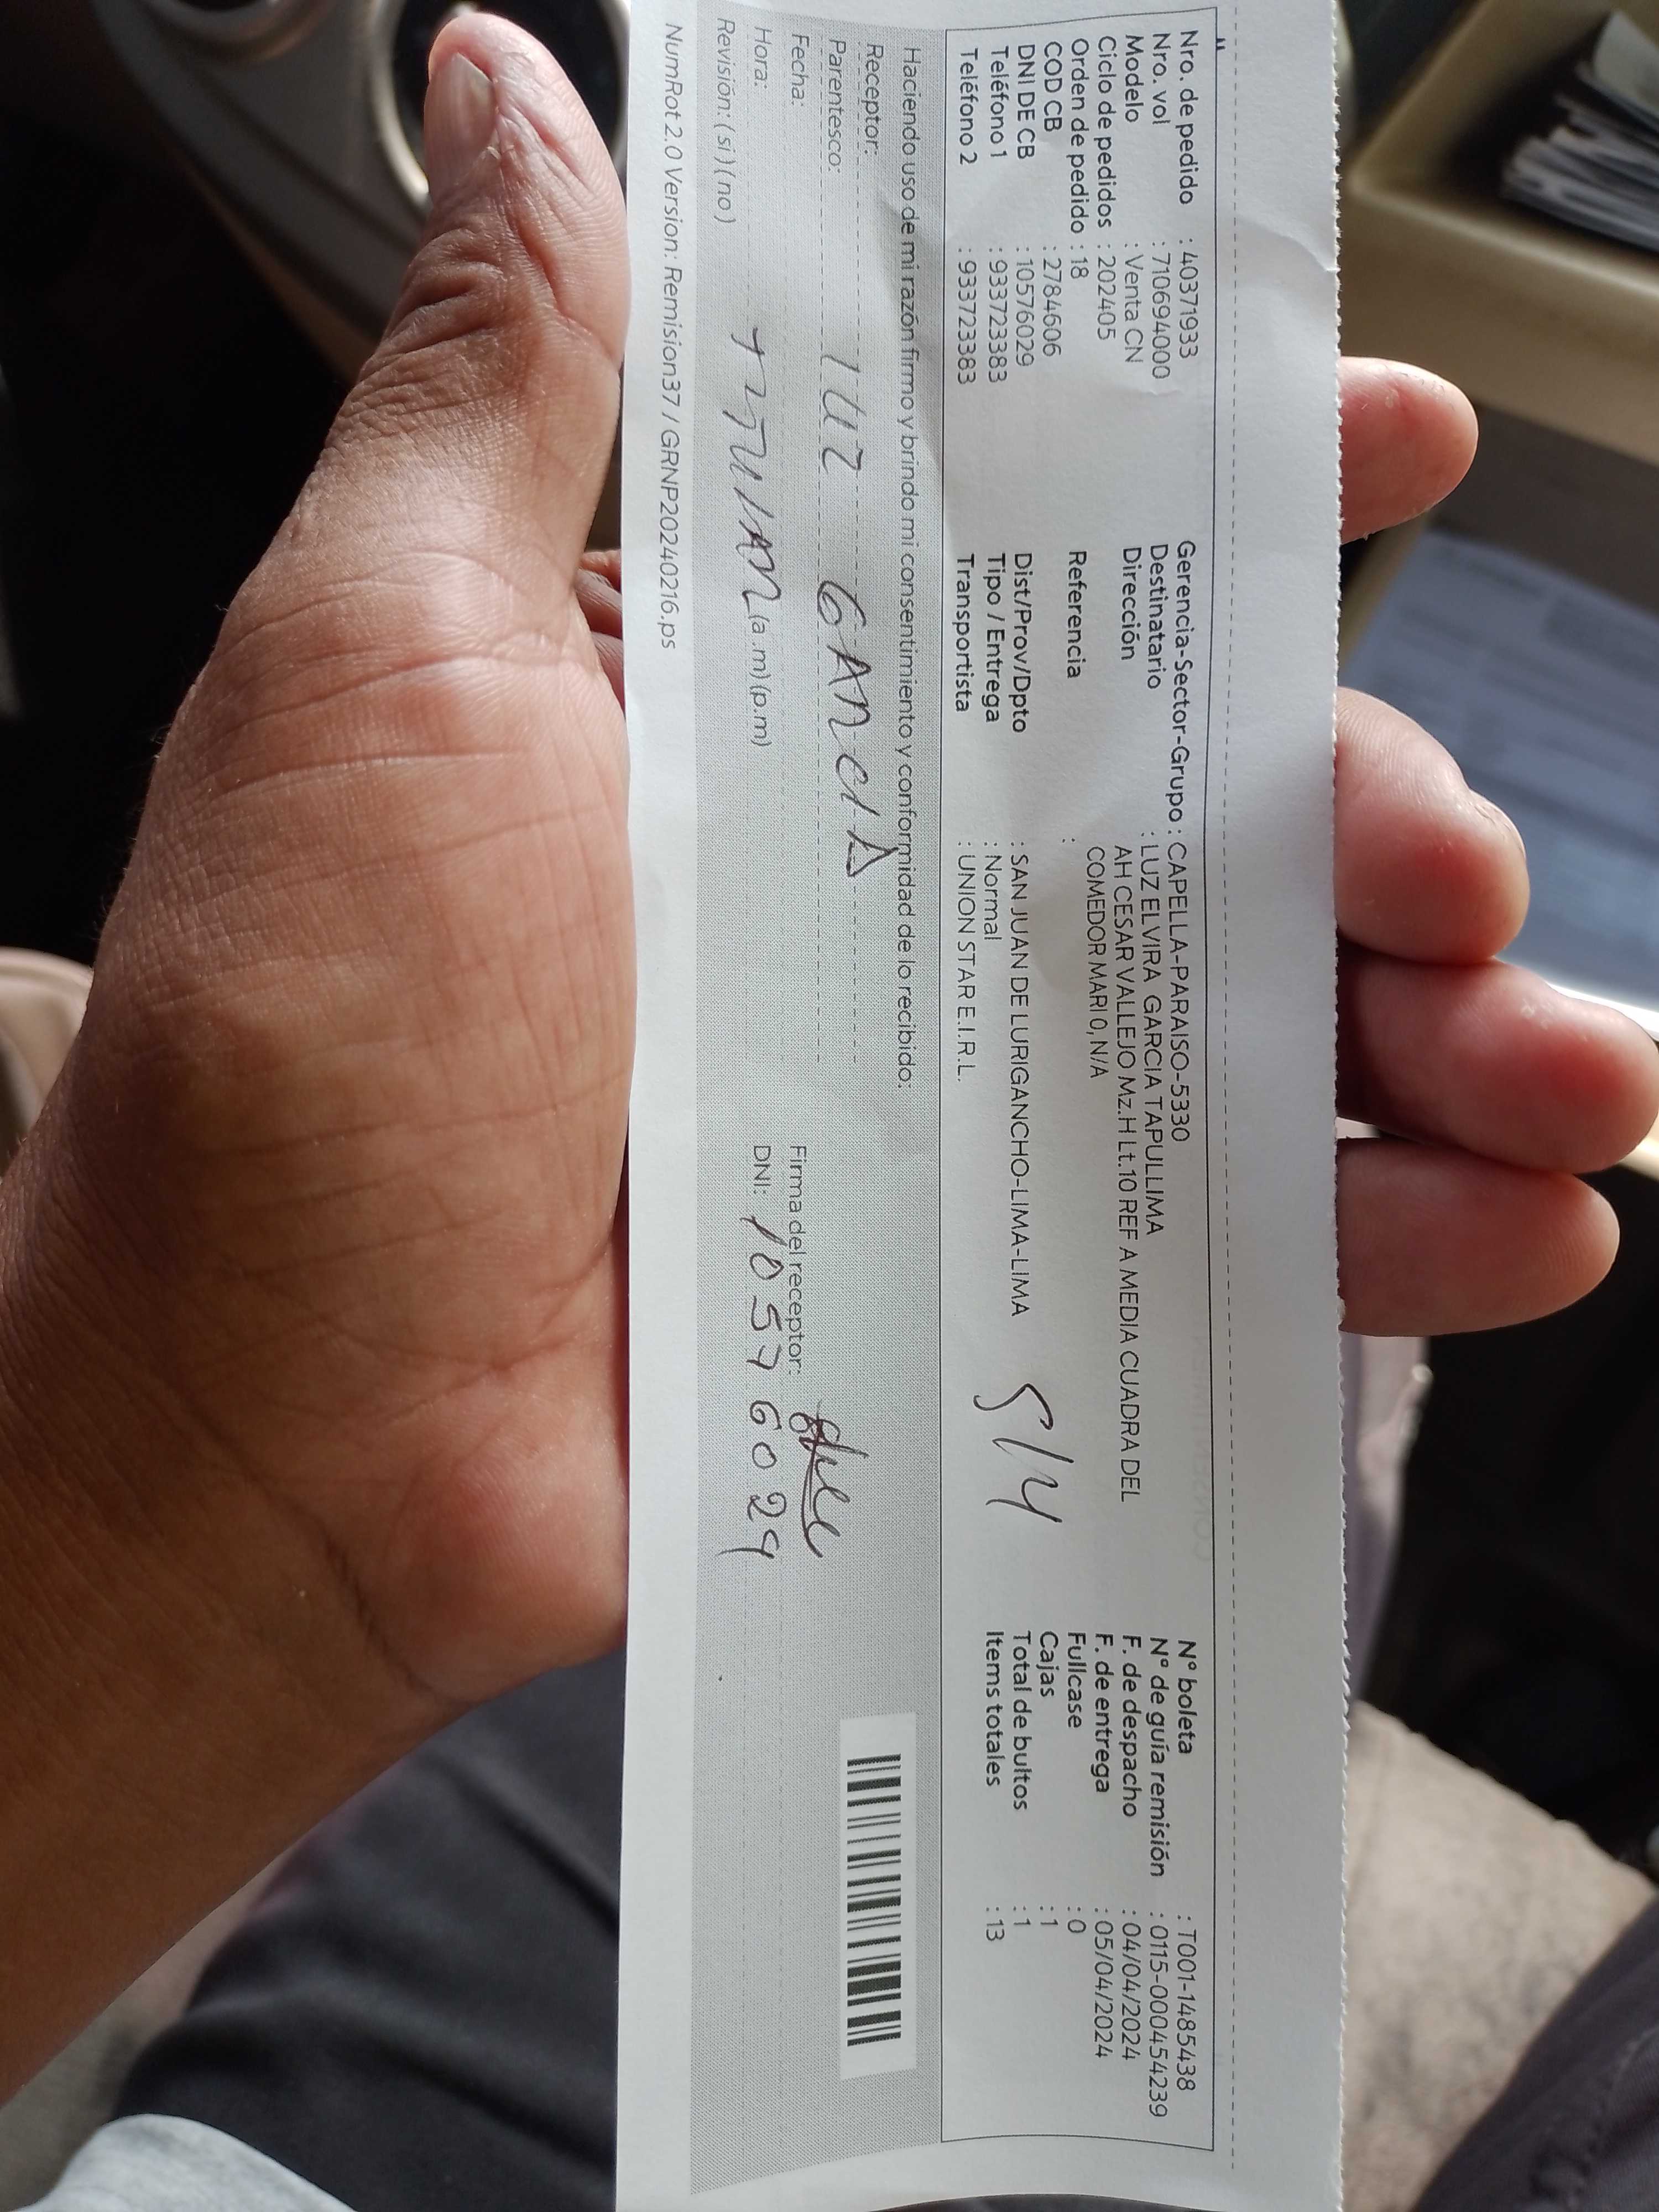 Nro. de pedido : 40371933
Nro. vol : 710694000
Modelo : Venta CN
Ciclo de pedidos : 202405
Orden de pedido : 18
COD CB : 2784606
DNI DE CB : 10576029
Teléfono 1 : 933723383
Teléfono 2 : 933723383
Gerencia-Sector-Grupo : CAPELLA-PARAISO-5330
Destinatario : LUZ ELVIRA GARCIA TAPULLIMA
Dirección AH CESAR VALLEJO Mz.H Lt.10 REF A MEDIA CUADRA DEL
COMEDOR MARI 0, N/A
Referencia :
Dist/Prov/Dpto : SAN JUAN DE LURIGANCHO-LIMA-LIMA
Tipo / Entrega : Normal
Transportista : UNION STAR E.I.R.L.
5/4
N° boleta : T001-1485438
N° de guía remisión : 0115-000454239
F. de despacho : 04/04/2024
F. de entrega : 05/04/2024
Fullcase : 0
Cajas : 1
Total de bultos : 1
Items totales : 13
Haciendo uso de mi razón firmo y brindo mi consentimiento y conformidad de lo recibido:
Receptor:
Parentesco: LUZ GARCIA
Fecha:
Hora: (a.m) (p.m)
Revisión: (si) (no)
Firma del receptor:
DNI: 10576029
NumRot 2.0 Version: Remision37 / GRNP20240216.ps